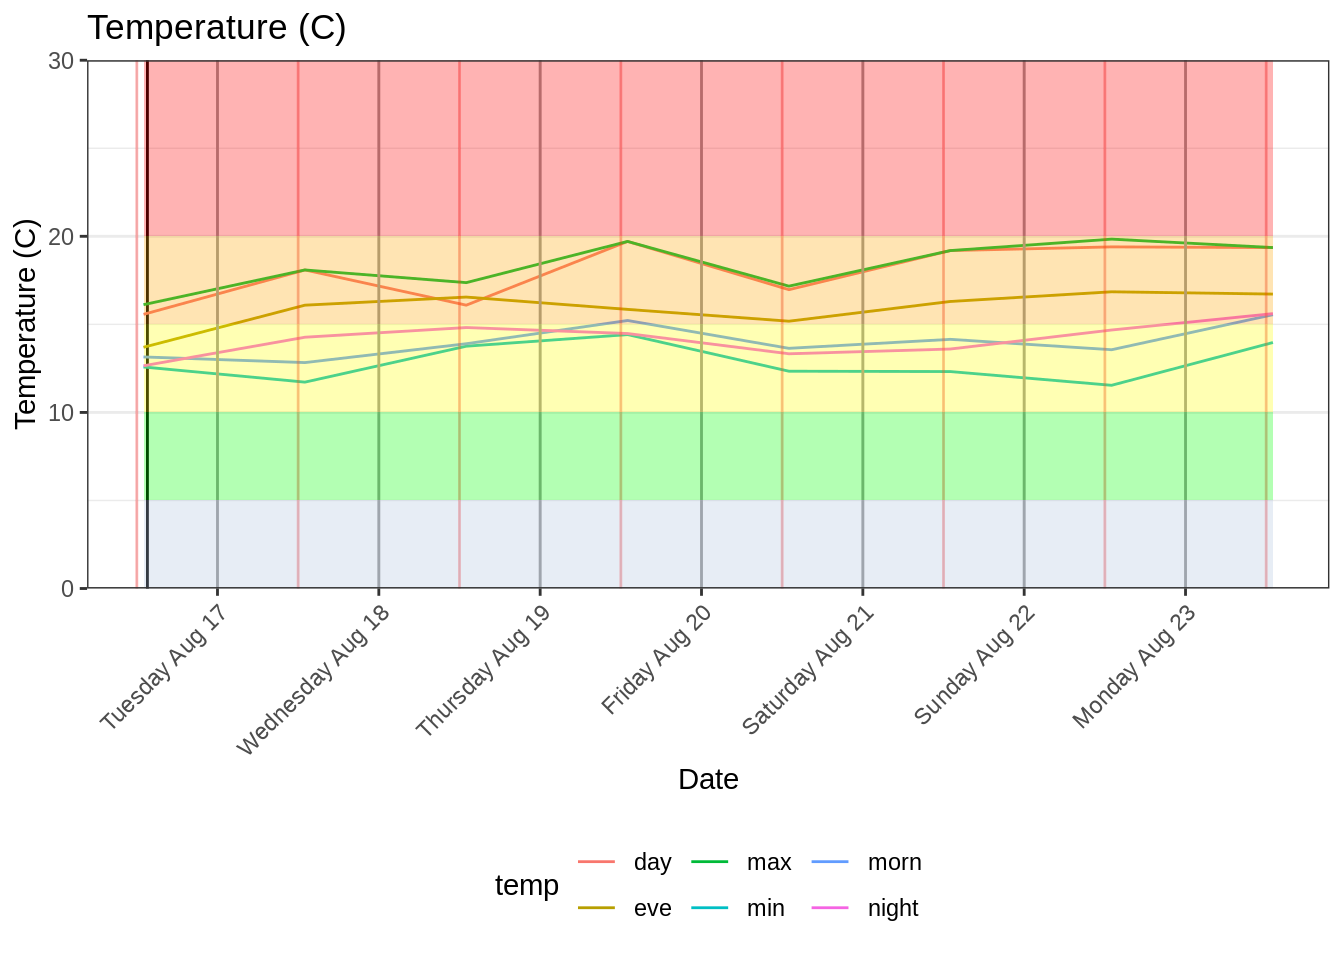 Temperature (C)
30
20
10
0
Temperature (C)
Tuesday Aug 17
Wednesday Aug 18
Thursday Aug 19
Friday Aug 20
Saturday Aug 21
Sunday Aug 22
Monday Aug 23
Date
temp
day
max
morn
eve
min
night